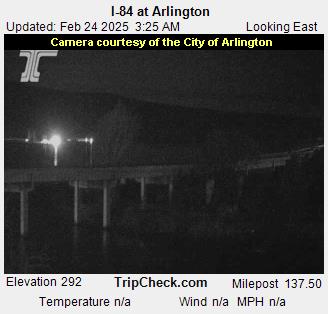 I-84 at Arlington
Updated: Feb 24 2025 3:25 AM Looking East
Camera courtesy of the City of Arlington
Elevation 292 TripCheck.com Milepost 137.50
Temperature n/a Wind n/a MPH n/a